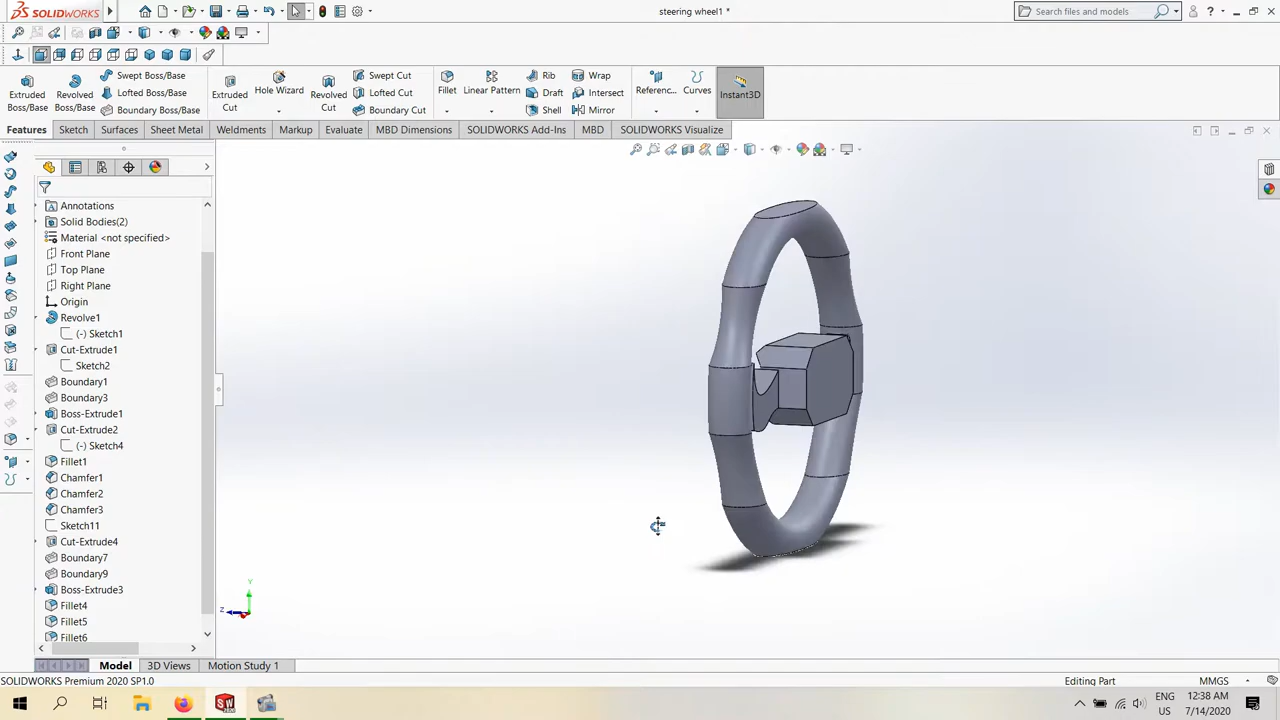 SOLIDWORKS
steering wheel1 *
Search files and models
?
Extruded Boss/Base
Revolved Boss/Base
Swept Boss/Base
Lofted Boss/Base
Boundary Boss/Base
Extruded Cut
Hole Wizard
Revolved Cut
Swept Cut
Lofted Cut
Boundary Cut
Fillet
Linear Pattern
Rib
Draft
Shell
Wrap
Intersect
Mirror
Referenc...
Curves
Instant3D
Features Sketch Surfaces Sheet Metal Weldments Markup Evaluate MBD Dimensions SOLIDWORKS Add-Ins MBD SOLIDWORKS Visualize
Annotations
Solid Bodies(2)
Material <not specified>
Front Plane
Top Plane
Right Plane
Origin
Revolve1
(-) Sketch1
Cut-Extrude1
Sketch2
Boundary1
Boundary3
Boss-Extrude1
Cut-Extrude2
(-) Sketch4
Fillet1
Chamfer1
Chamfer2
Chamfer3
Sketch11
Cut-Extrude4
Boundary7
Boundary9
Boss-Extrude3
Fillet4
Fillet5
Fillet6
Y
Z
Model 3D Views Motion Study 1
SOLIDWORKS Premium 2020 SP1.0 Editing Part MMGS
SW
2020
ENG
US
12:38 AM
7/14/2020